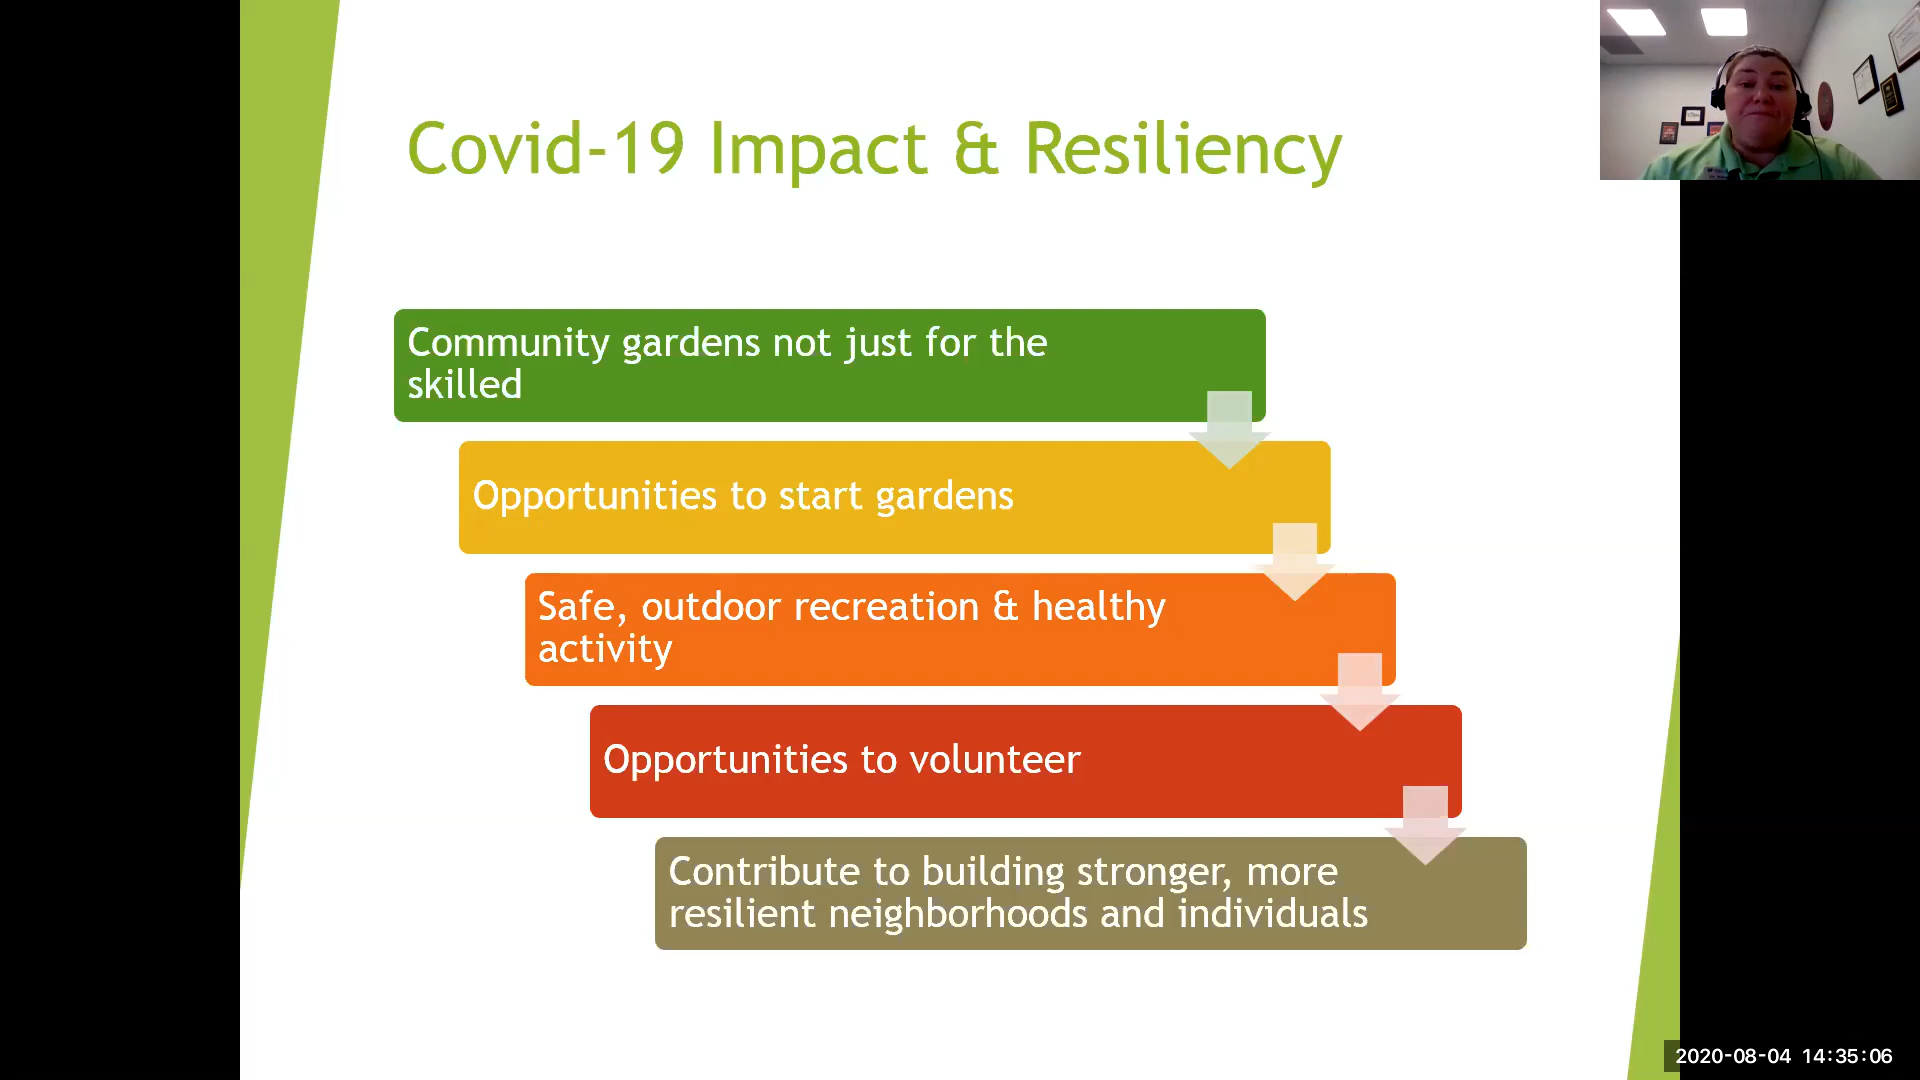 Covid-19 Impact & Resiliency
Community gardens not just for the
skilled
Opportunities to start gardens
Safe, outdoor recreation & healthy
activity
Opportunities to volunteer
Contribute to building stronger, more
resilient neighborhoods and individuals
2020-08-04 14:35:06